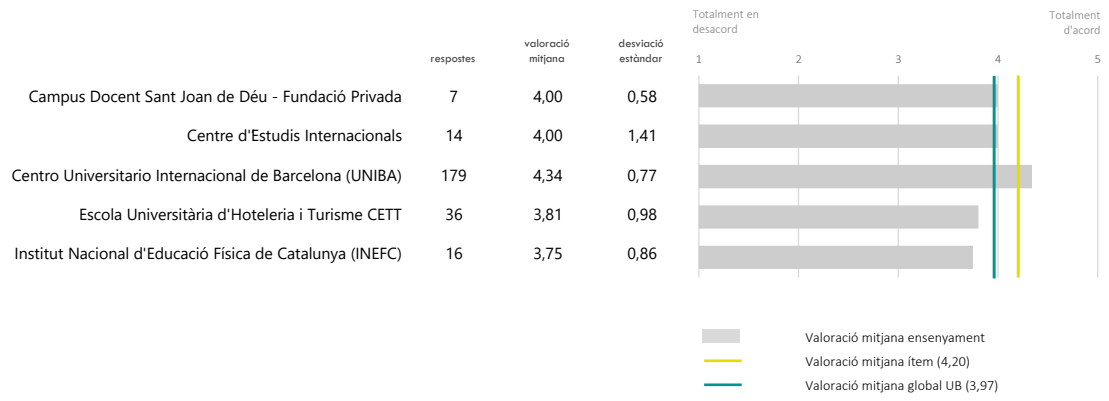 Totalment en
desacord
Totalment
d'acord
respostes
valoració
mitjana
desviació
estàndar
1 2 3 4 5
Campus Docent Sant Joan de Déu - Fundació Privada 7 4,00 0,58
Centre d'Estudis Internacionals 14 4,00 1,41
Centro Universitario Internacional de Barcelona (UNIBA) 179 4,34 0,77
Escola Universitària d'Hoteleria i Turisme CETT 36 3,81 0,98
Institut Nacional d'Educació Física de Catalunya (INEFC) 16 3,75 0,86
Valoració mitjana ensenyament
Valoració mitjana ítem (4,20)
Valoració mitjana global UB (3,97)